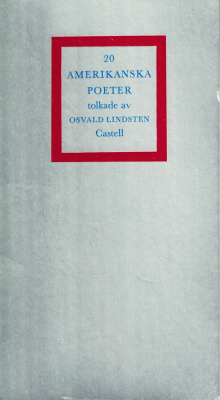 20
AMERIKANSKA
POETER
tolkade av
OSVALD LINDSTEN
Castell